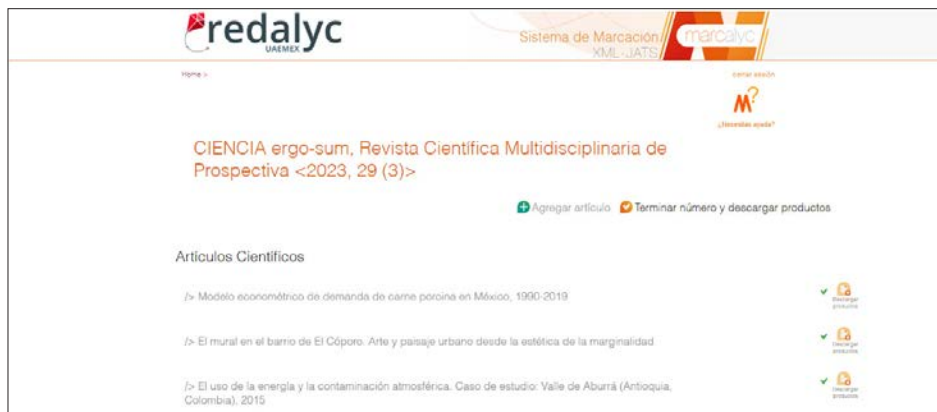 redalyc
UAEMEX
Sistema de Marcación
XML-JATS
marcalyc
Home >
cerrar sesión
M?
¿Necesitas ayuda?
CIENCIA ergo-sum, Revista Científica Multidisciplinaria de
Prospectiva <2023, 29 (3)>
Agregar artículo Terminar número y descargar productos
Artículos Científicos
/> Modelo econométrico de demanda de carne porcina en México, 1990-2019
Descargar
productos
/> El mural en el barrio de El Cóporo. Arte y paisaje urbano desde la estética de la marginalidad
Descargar
productos
/> El uso de la energía y la contaminación atmosférica. Caso de estudio: Valle de Aburrá (Antioquia,
Colombia), 2015
Descargar
productos